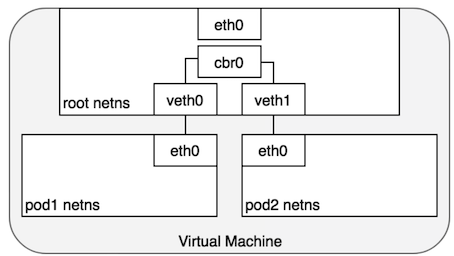 eth0
cbr0
veth0
veth1
root netns
eth0
eth0
pod1 netns
pod2 netns
Virtual Machine